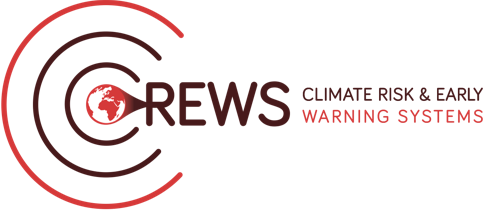 CREWS
CLIMATE RISK & EARLY
WARNING SYSTEMS